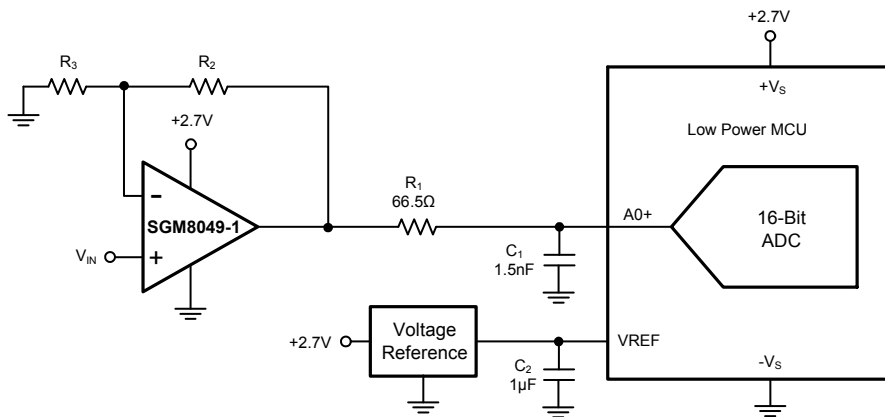 +2.7V
R3
R2
+VS
+2.7V
Low Power MCU
R1
66.5Ω
−
SGM8049-1
A0+
16-Bit
ADC
VIN
+
C1
1.5nF
+2.7V
Voltage
Reference
VREF
C2
1μF
-VS